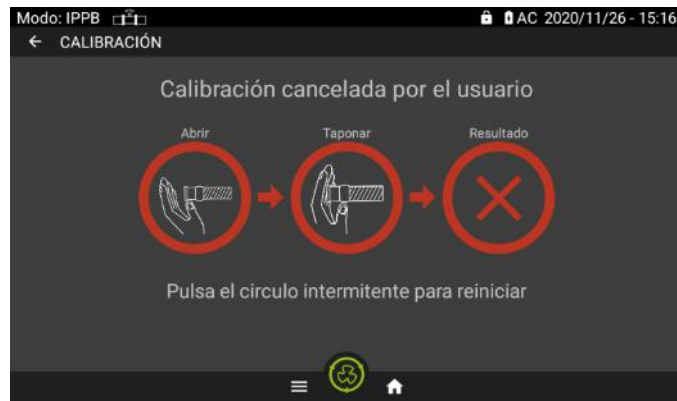 Modo: IPPB
AC 2020/11/26 - 15:16
CALIBRACIÓN
Calibración cancelada por el usuario
Abrir
Taponar
Resultado
Pulsa el circulo intermitente para reiniciar